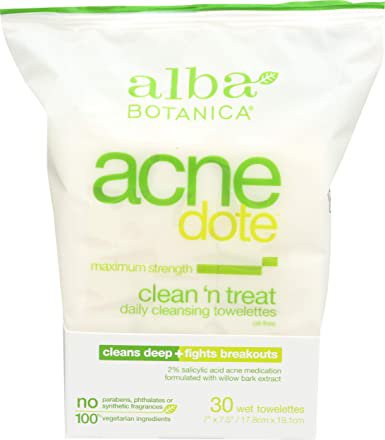 alba
BOTANICA®
acne
dote™
maximum strength
clean 'n treat
daily cleansing towelettes
oil-free
cleans deep + fights breakouts
2% salicylic acid acne medication
formulated with willow bark extract
no parabens, phthalates or
synthetic fragrances
100% vegetarian ingredients
30 wet towelettes
7" x 7.5" / 17.8cm x 19.1cm